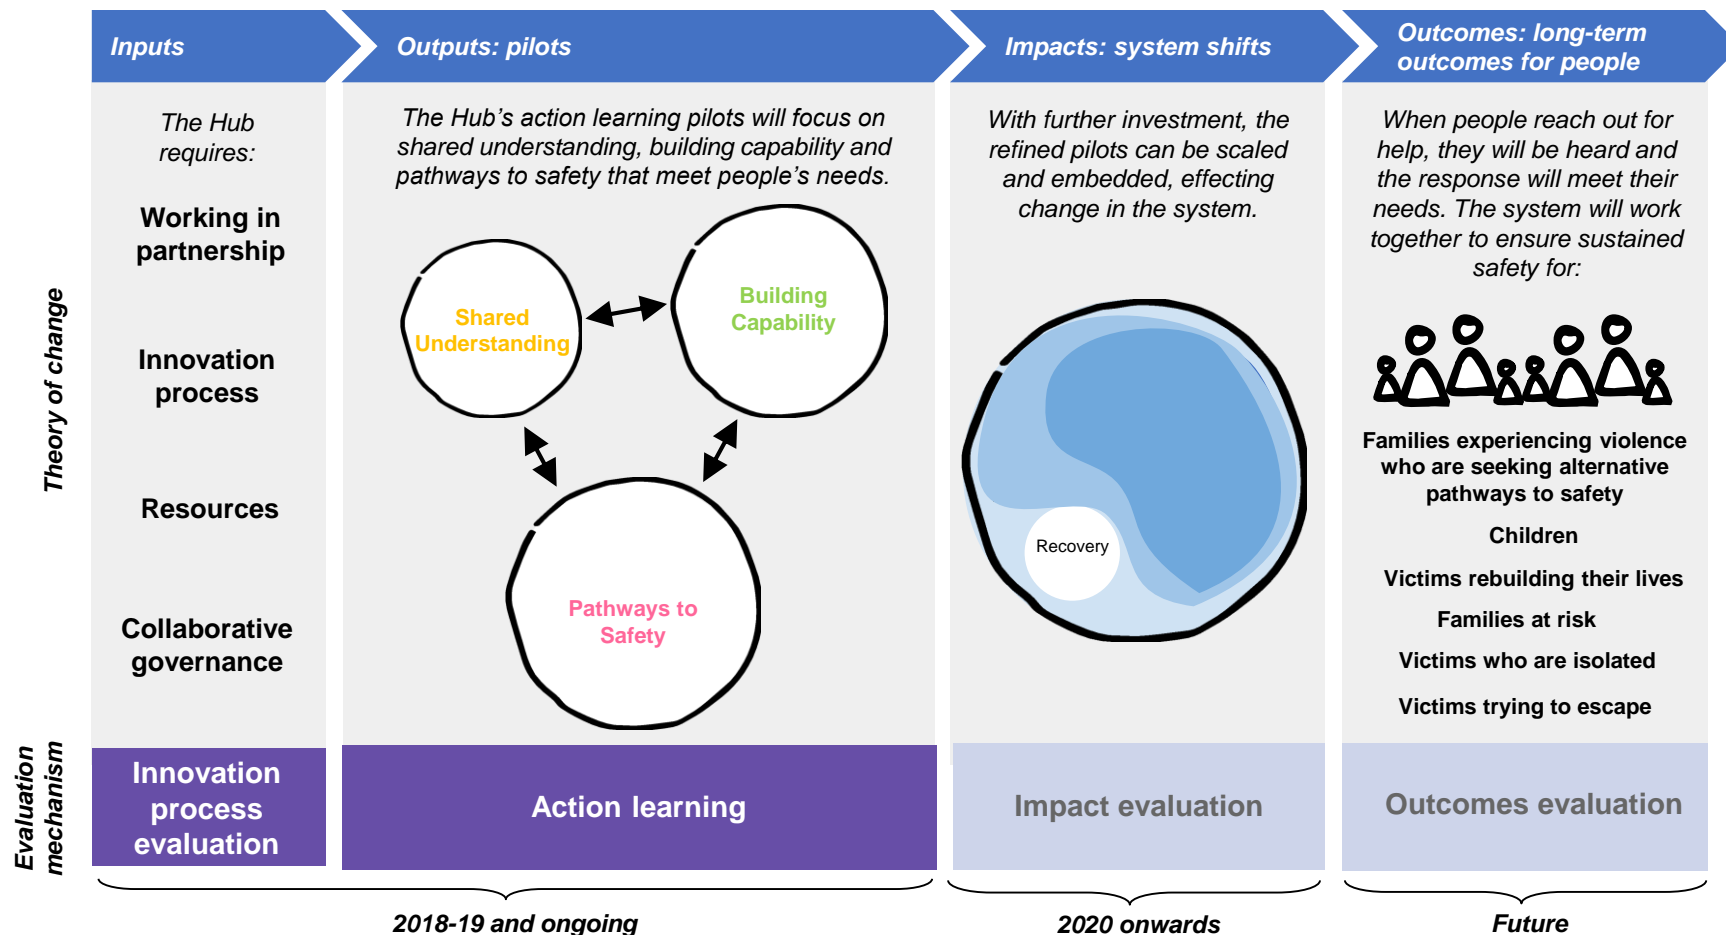 Inputs
Outputs: pilots
Impacts: system shifts
Outcomes: long-term
outcomes for people
Theory of change
The Hub
requires:
Working in
partnership
Innovation
process
Resources
Collaborative
governance
The Hub’s action learning pilots will focus on
shared understanding, building capability and
pathways to safety that meet people’s needs.
Shared
Understanding
Building
Capability
Pathways to
Safety
With further investment, the
refined pilots can be scaled
and embedded, effecting
change in the system.
Recovery
When people reach out for
help, they will be heard and
the response will meet their
needs. The system will work
together to ensure sustained
safety for:
Families experiencing violence
who are seeking alternative
pathways to safety
Children
Victims rebuilding their lives
Families at risk
Victims who are isolated
Victims trying to escape
Evaluation
mechanism
Innovation
process
evaluation
Action learning
Impact evaluation
Outcomes evaluation
2018-19 and ongoing
2020 onwards
Future